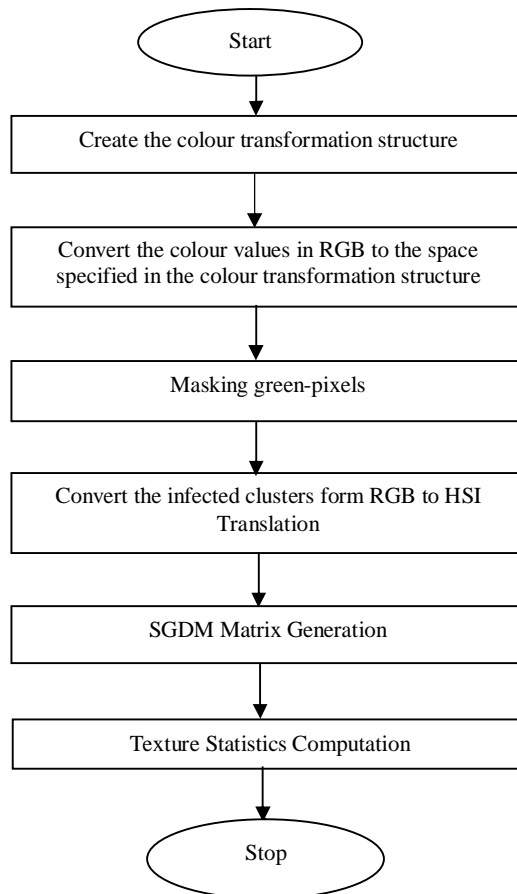 Start
Create the colour transformation structure
Convert the colour values in RGB to the space
specified in the colour transformation structure
Masking green-pixels
Convert the infected clusters form RGB to HSI
Translation
SGDM Matrix Generation
Texture Statistics Computation
Stop